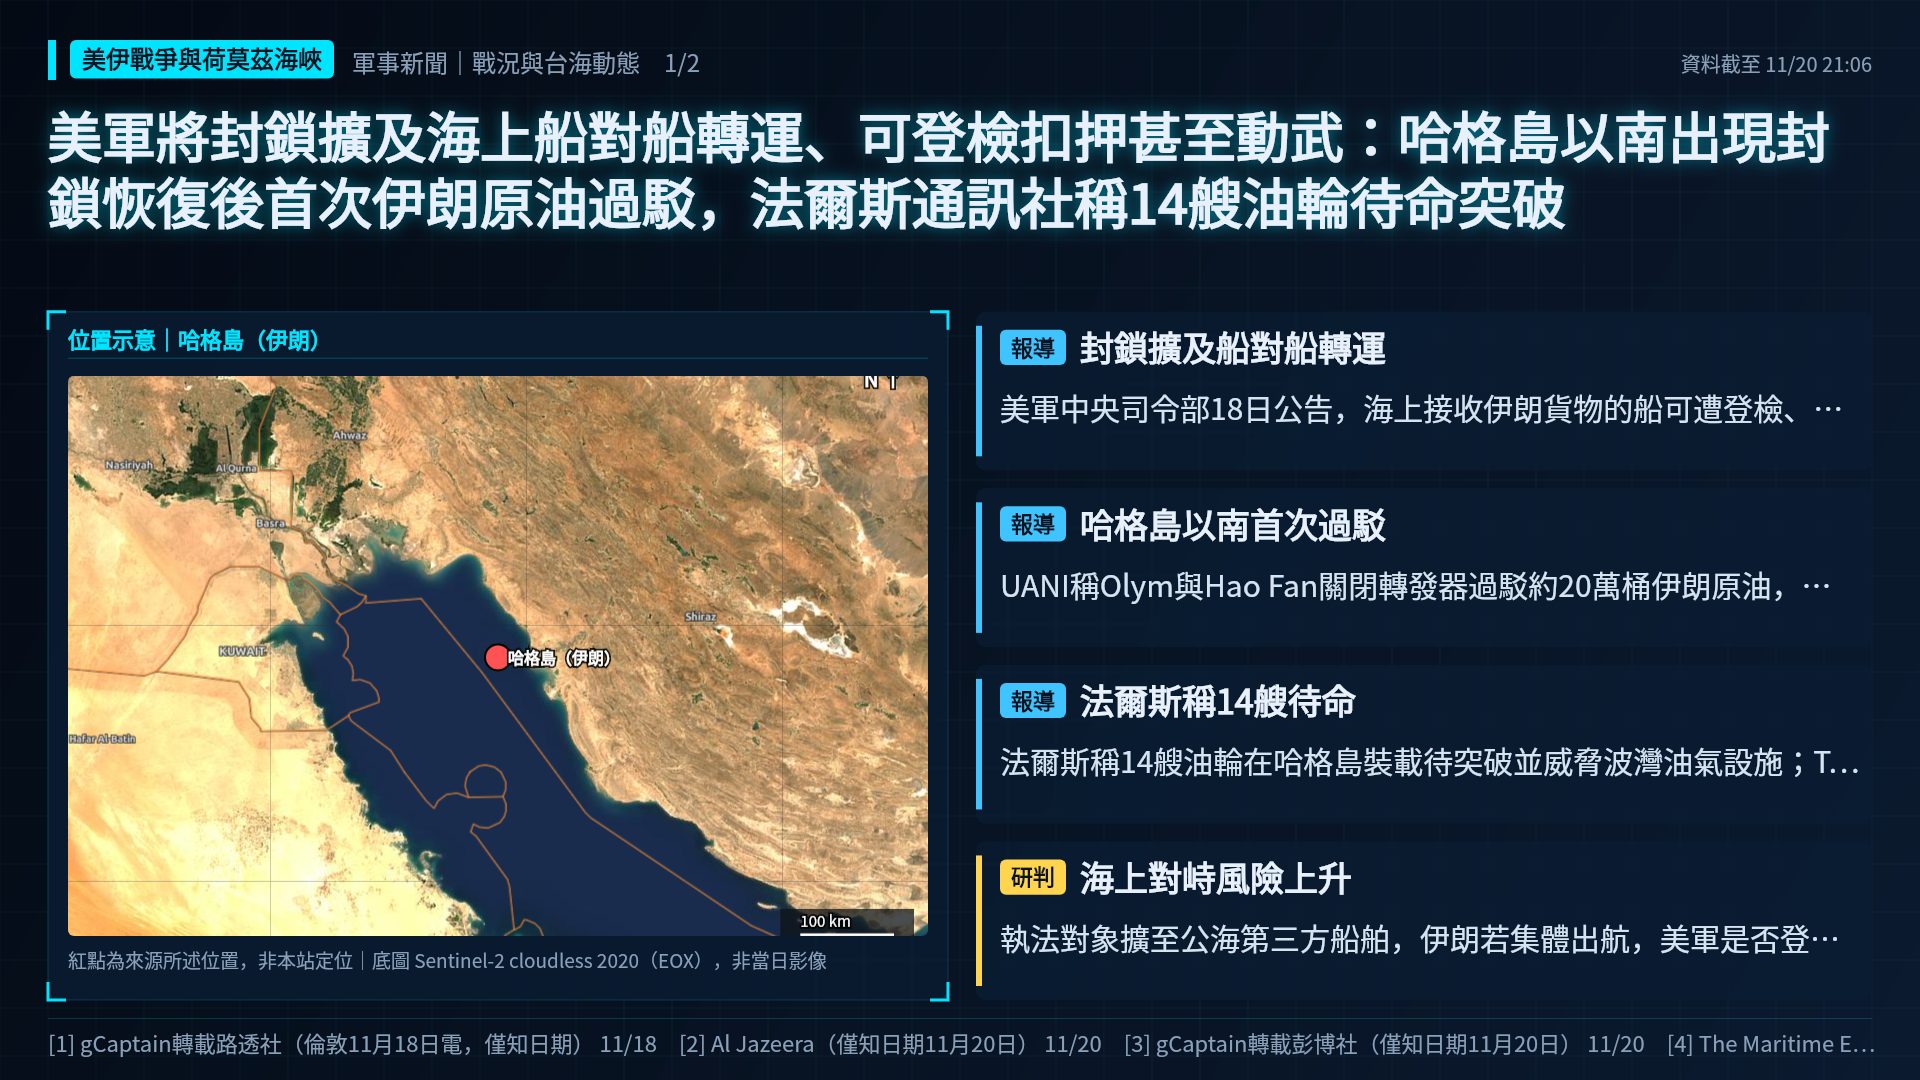 美伊戰爭與荷莫茲海峽
軍事新聞｜戰況與台海動態 1/2
資料截至 11/20 21:06
美軍將封鎖擴及海上船對船轉運、可登檢扣押甚至動武：哈格島以南出現封
鎖恢復後首次伊朗原油過駁，法爾斯通訊社稱14艘油輪待命突破
位置示意｜哈格島（伊朗）
N
Ahwaz
Nasiriyah
Al Qurna
Basra
Shiraz
KUWAIT
哈格島（伊朗）
Hafar Al-Batin
100 km
紅點為來源所述位置，非本站定位｜底圖 Sentinel-2 cloudless 2020（EOX），非當日影像
報導 封鎖擴及船對船轉運
美軍中央司令部18日公告，海上接收伊朗貨物的船可遭登檢、…
報導 哈格島以南首次過駁
UANI稱Olym與Hao Fan關閉轉發器過駁約20萬桶伊朗原油，…
報導 法爾斯稱14艘待命
法爾斯稱14艘油輪在哈格島裝載待突破並威脅波灣油氣設施；T…
研判 海上對峙風險上升
執法對象擴至公海第三方船舶，伊朗若集體出航，美軍是否登…
[1] gCaptain轉載路透社（倫敦11月18日電，僅知日期） 11/18 [2] Al Jazeera（僅知日期11月20日） 11/20 [3] gCaptain轉載彭博社（僅知日期11月20日） 11/20 [4] The Maritime E…